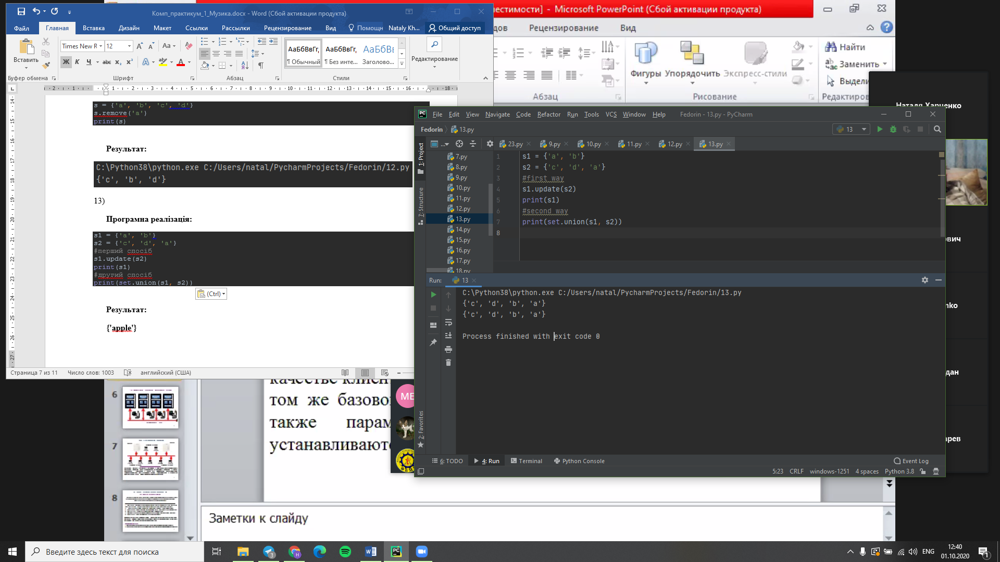 Комп_практикум_1_Музика.docx - Word (Сбой активации продукта)
Файл Главная Вставка Дизайн Макет Ссылки Рассылки Рецензирование Вид Помощн Nataly Kh... Общий доступ
Вставить
Times New R 12
Aa
Ж К Ч abc x₂ x²
АаБбВвГг, АаБбВвГг, АаБбВв
¶ Обычный ¶ Без инте... Заголово...
Редактирование
Буфер обмена Шрифт Абзац Стили
s = {'a', 'b', 'c', 'd'}
s.remove('a')
print(s)
Результат:
C:\Python38\python.exe C:/Users/natal/PycharmProjects/Fedorin/12.py
{'c', 'b', 'd'}
13)
Програмна реалізація:
s1 = {'a', 'b'}
s2 = {'c', 'd', 'a'}
#перший спосіб
s1.update(s2)
print(s1)
#другий спосіб
print(set.union(s1, s2))
(Ctrl)
Результат:
{'apple'}
Страница 7 из 11 Число слов: 1003 английский (США)
естимости] - Microsoft PowerPoint (Сбой активации продукта)
дов Рецензирование Вид
Фигуры Упорядочить Экспресс-стили
Найти
Заменить
Выдели
Абзац Рисование Редактиров
Наталя Харченко
File Edit View Navigate Code Refactor Run Tools VCS Window Help Fedorin - 13.py - PyCharm
Fedorin 13.py
13
23.py 9.py 10.py 11.py 12.py 13.py
1: Project
7: Structure
2: Favorites
7.py
8.py
9.py
10.py
11.py
12.py
13.py
14.py
15.py
16.py
17.py
18.py
1 s1 = {'a', 'b'}
2 s2 = {'c', 'd', 'a'}
3 #first way
4 s1.update(s2)
5 print(s1)
6 #second way
7 print(set.union(s1, s2))
8
Run: 13
C:\Python38\python.exe C:/Users/natal/PycharmProjects/Fedorin/13.py
{'c', 'd', 'b', 'a'}
{'c', 'd', 'b', 'a'}
Process finished with exit code 0
6: TODO 4: Run Terminal Python Console Event Log
5:23 CRLF windows-1251 4 spaces Python 3.8
ович
nko
дан
арев
6
7
8
том же базово
также парам
устанавливают
ME
Заметки к слайду
Введите здесь текст для поиска
3
ENG
12:40
01.10.2020
1